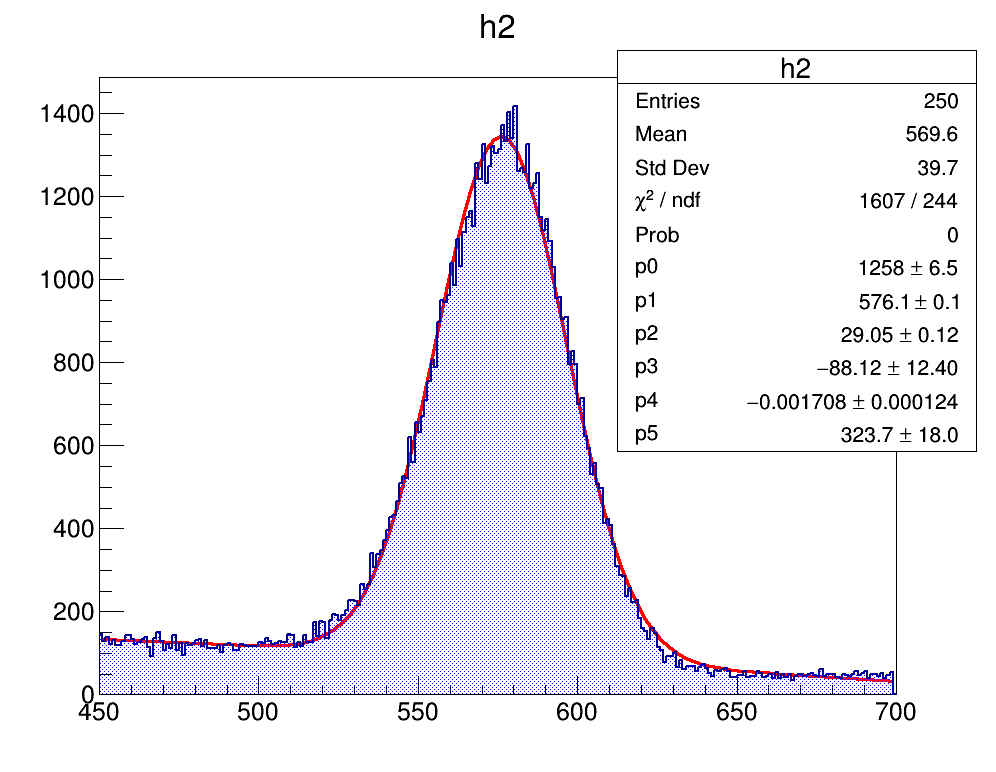 h2
h2
Entries 250
Mean 569.6
Std Dev 39.7
χ² / ndf 1607 / 244
Prob 0
p0 1258 ± 6.5
p1 576.1 ± 0.1
p2 29.05 ± 0.12
p3 −88.12 ± 12.40
p4 −0.001708 ± 0.000124
p5 323.7 ± 18.0
1400
1200
1000
800
600
400
200
0
450 500 550 600 650 700